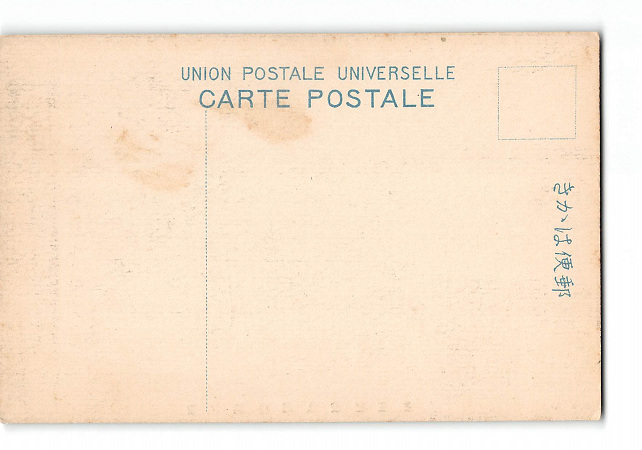 UNION POSTALE UNIVERSELLE
CARTE POSTALE
きかは便郵